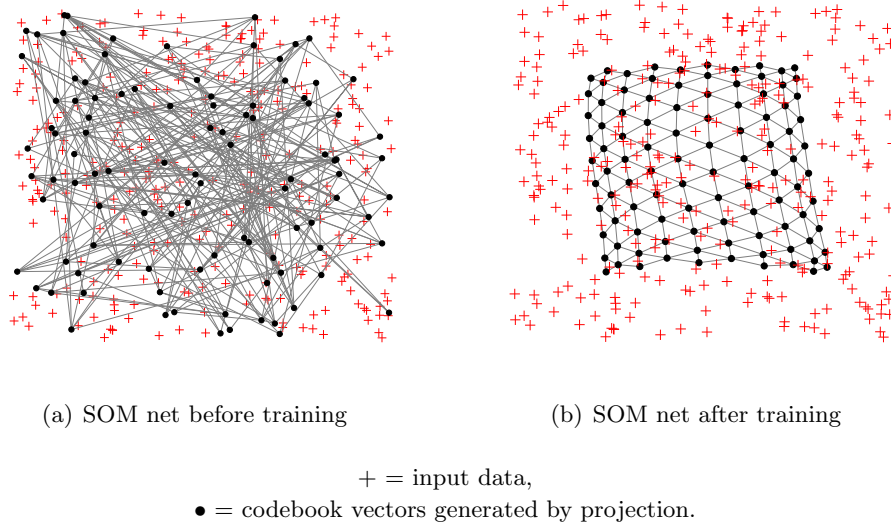 (a) SOM net before training
(b) SOM net after training
+ = input data,
● = codebook vectors generated by projection.